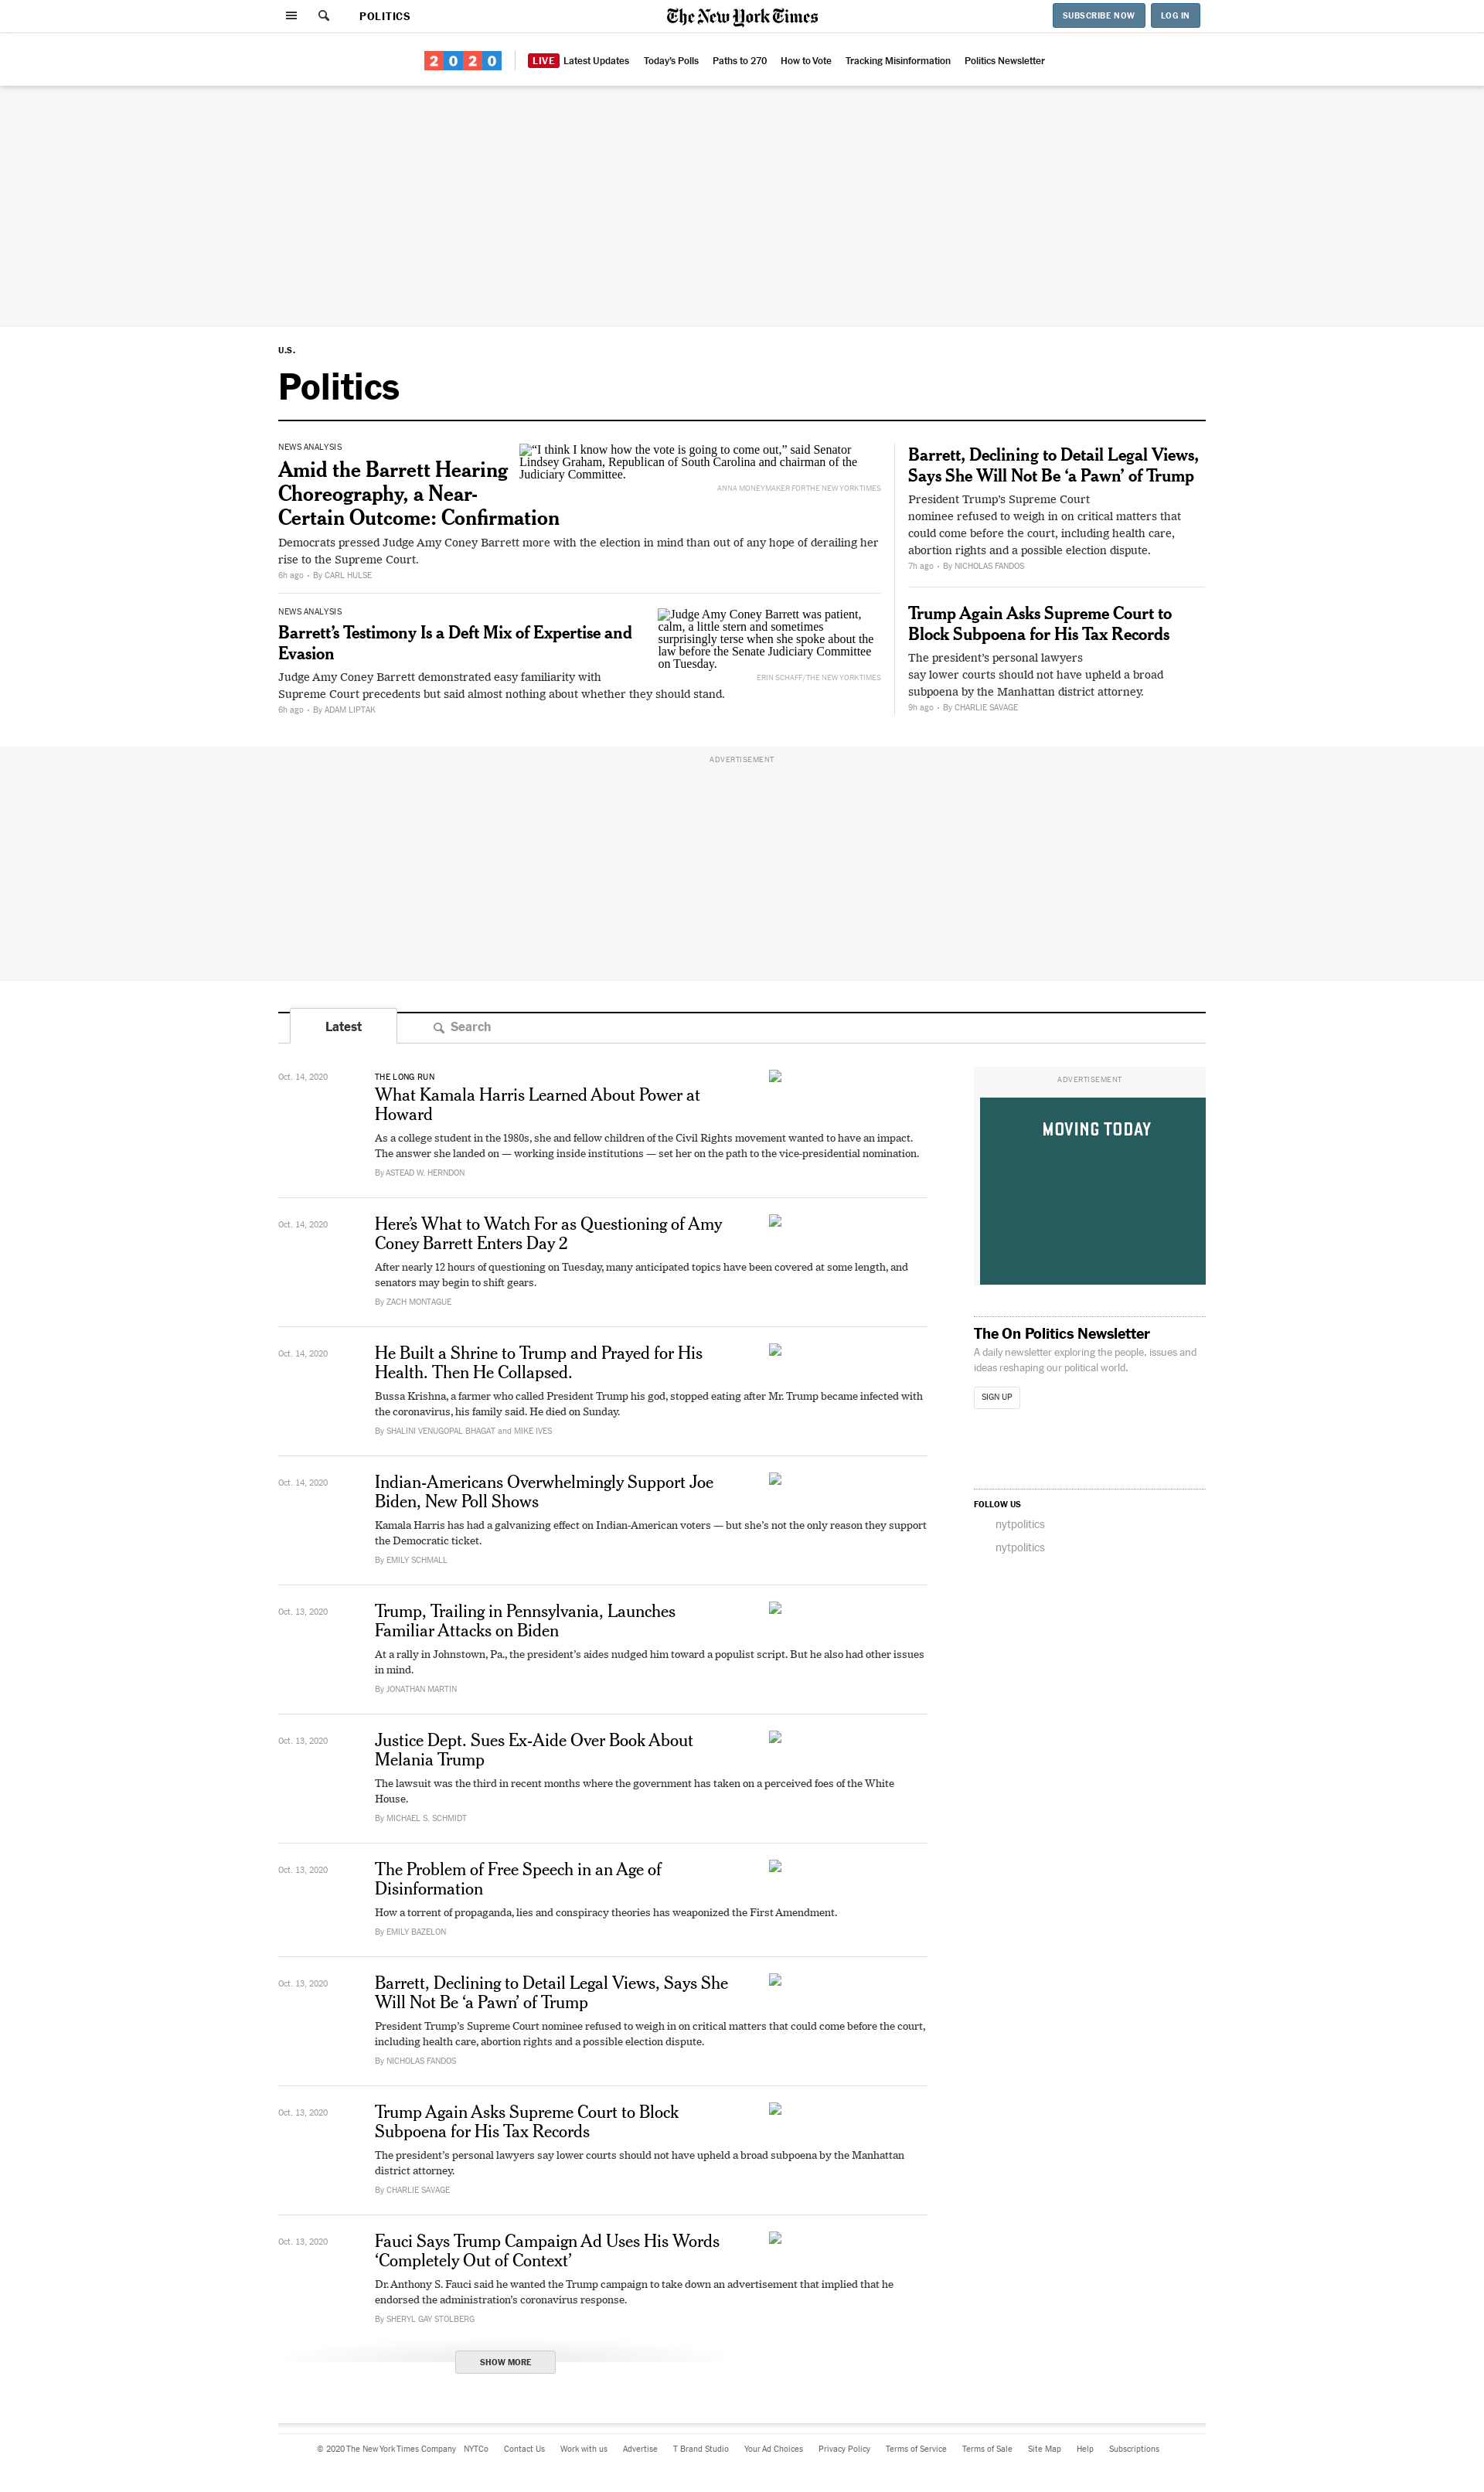 POLITICS
The New York Times
SUBSCRIBE NOW
LOG IN
2020
LIVE Latest Updates
Today's Polls
Paths to 270
How to Vote
Tracking Misinformation
Politics Newsletter
U.S.
Politics
NEWS ANALYSIS
Amid the Barrett Hearing
Choreography, a Near-
Certain Outcome: Confirmation
“I think I know how the vote is going to come out,” said Senator
Lindsey Graham, Republican of South Carolina and chairman of the
Judiciary Committee.
ANNA MONEYMAKER FOR THE NEW YORK TIMES
Democrats pressed Judge Amy Coney Barrett more with the election in mind than out of any hope of derailing her
rise to the Supreme Court.
6h ago • By CARL HULSE
NEWS ANALYSIS
Barrett’s Testimony Is a Deft Mix of Expertise and
Evasion
Judge Amy Coney Barrett was patient,
calm, a little stern and sometimes
surprisingly terse when she spoke about the
law before the Senate Judiciary Committee
on Tuesday.
ERIN SCHAFF/THE NEW YORK TIMES
Judge Amy Coney Barrett demonstrated easy familiarity with
Supreme Court precedents but said almost nothing about whether they should stand.
6h ago • By ADAM LIPTAK
Barrett, Declining to Detail Legal Views,
Says She Will Not Be ‘a Pawn’ of Trump
President Trump’s Supreme Court
nominee refused to weigh in on critical matters that
could come before the court, including health care,
abortion rights and a possible election dispute.
7h ago • By NICHOLAS FANDOS
Trump Again Asks Supreme Court to
Block Subpoena for His Tax Records
The president’s personal lawyers
say lower courts should not have upheld a broad
subpoena by the Manhattan district attorney.
9h ago • By CHARLIE SAVAGE
ADVERTISEMENT
Latest
Search
Oct. 14, 2020
THE LONG RUN
What Kamala Harris Learned About Power at
Howard
As a college student in the 1980s, she and fellow children of the Civil Rights movement wanted to have an impact.
The answer she landed on — working inside institutions — set her on the path to the vice-presidential nomination.
By ASTEAD W. HERNDON
Oct. 14, 2020
Here’s What to Watch For as Questioning of Amy
Coney Barrett Enters Day 2
After nearly 12 hours of questioning on Tuesday, many anticipated topics have been covered at some length, and
senators may begin to shift gears.
By ZACH MONTAGUE
Oct. 14, 2020
He Built a Shrine to Trump and Prayed for His
Health. Then He Collapsed.
Bussa Krishna, a farmer who called President Trump his god, stopped eating after Mr. Trump became infected with
the coronavirus, his family said. He died on Sunday.
By SHALINI VENUGOPAL BHAGAT and MIKE IVES
Oct. 14, 2020
Indian-Americans Overwhelmingly Support Joe
Biden, New Poll Shows
Kamala Harris has had a galvanizing effect on Indian-American voters — but she’s not the only reason they support
the Democratic ticket.
By EMILY SCHMALL
Oct. 13, 2020
Trump, Trailing in Pennsylvania, Launches
Familiar Attacks on Biden
At a rally in Johnstown, Pa., the president’s aides nudged him toward a populist script. But he also had other issues
in mind.
By JONATHAN MARTIN
Oct. 13, 2020
Justice Dept. Sues Ex-Aide Over Book About
Melania Trump
The lawsuit was the third in recent months where the government has taken on a perceived foes of the White
House.
By MICHAEL S. SCHMIDT
Oct. 13, 2020
The Problem of Free Speech in an Age of
Disinformation
How a torrent of propaganda, lies and conspiracy theories has weaponized the First Amendment.
By EMILY BAZELON
Oct. 13, 2020
Barrett, Declining to Detail Legal Views, Says She
Will Not Be ‘a Pawn’ of Trump
President Trump’s Supreme Court nominee refused to weigh in on critical matters that could come before the court,
including health care, abortion rights and a possible election dispute.
By NICHOLAS FANDOS
Oct. 13, 2020
Trump Again Asks Supreme Court to Block
Subpoena for His Tax Records
The president’s personal lawyers say lower courts should not have upheld a broad subpoena by the Manhattan
district attorney.
By CHARLIE SAVAGE
Oct. 13, 2020
Fauci Says Trump Campaign Ad Uses His Words
‘Completely Out of Context’
Dr. Anthony S. Fauci said he wanted the Trump campaign to take down an advertisement that implied that he
endorsed the administration’s coronavirus response.
By SHERYL GAY STOLBERG
SHOW MORE
ADVERTISEMENT
MOVING TODAY
The On Politics Newsletter
A daily newsletter exploring the people, issues and
ideas reshaping our political world.
SIGN UP
FOLLOW US
nytpolitics
nytpolitics
© 2020 The New York Times Company
NYTCo
Contact Us
Work with us
Advertise
T Brand Studio
Your Ad Choices
Privacy Policy
Terms of Service
Terms of Sale
Site Map
Help
Subscriptions